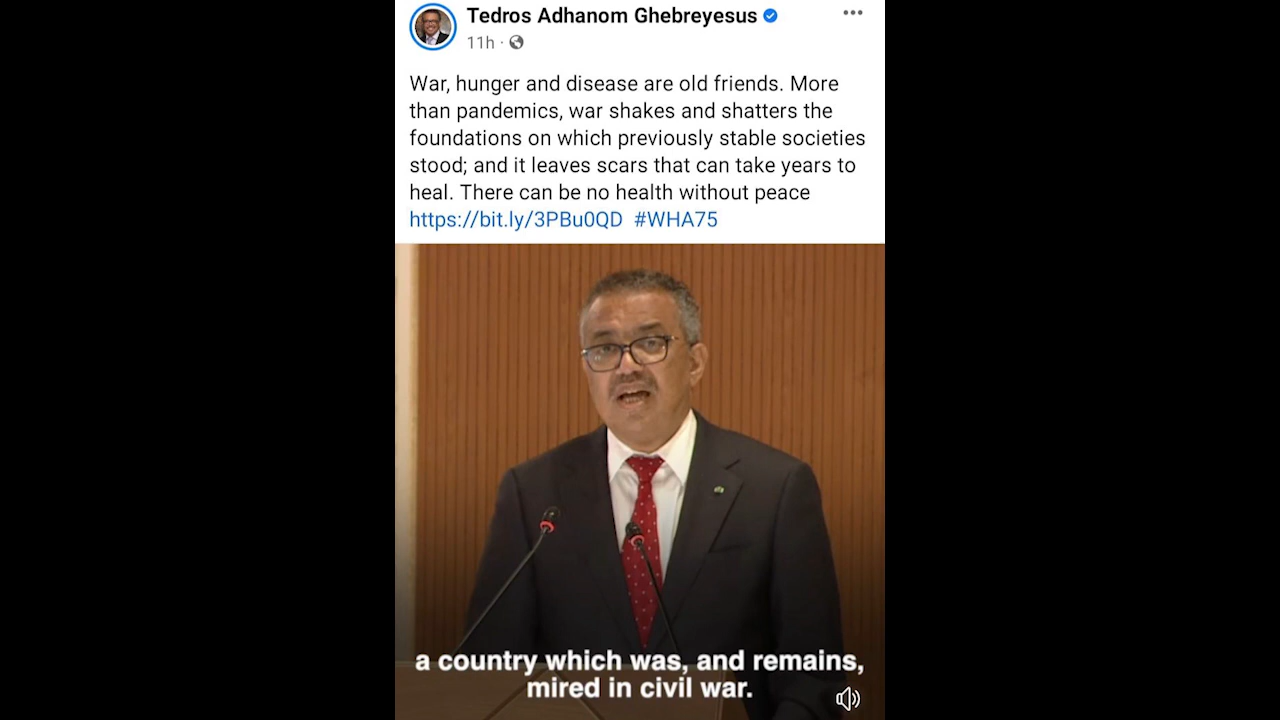 Tedros Adhanom Ghebreyesus
11h ·
War, hunger and disease are old friends. More
than pandemics, war shakes and shatters the
foundations on which previously stable societies
stood; and it leaves scars that can take years to
heal. There can be no health without peace
https://bit.ly/3PBu0QD #WHA75
a country which was, and remains,
mired in civil war.